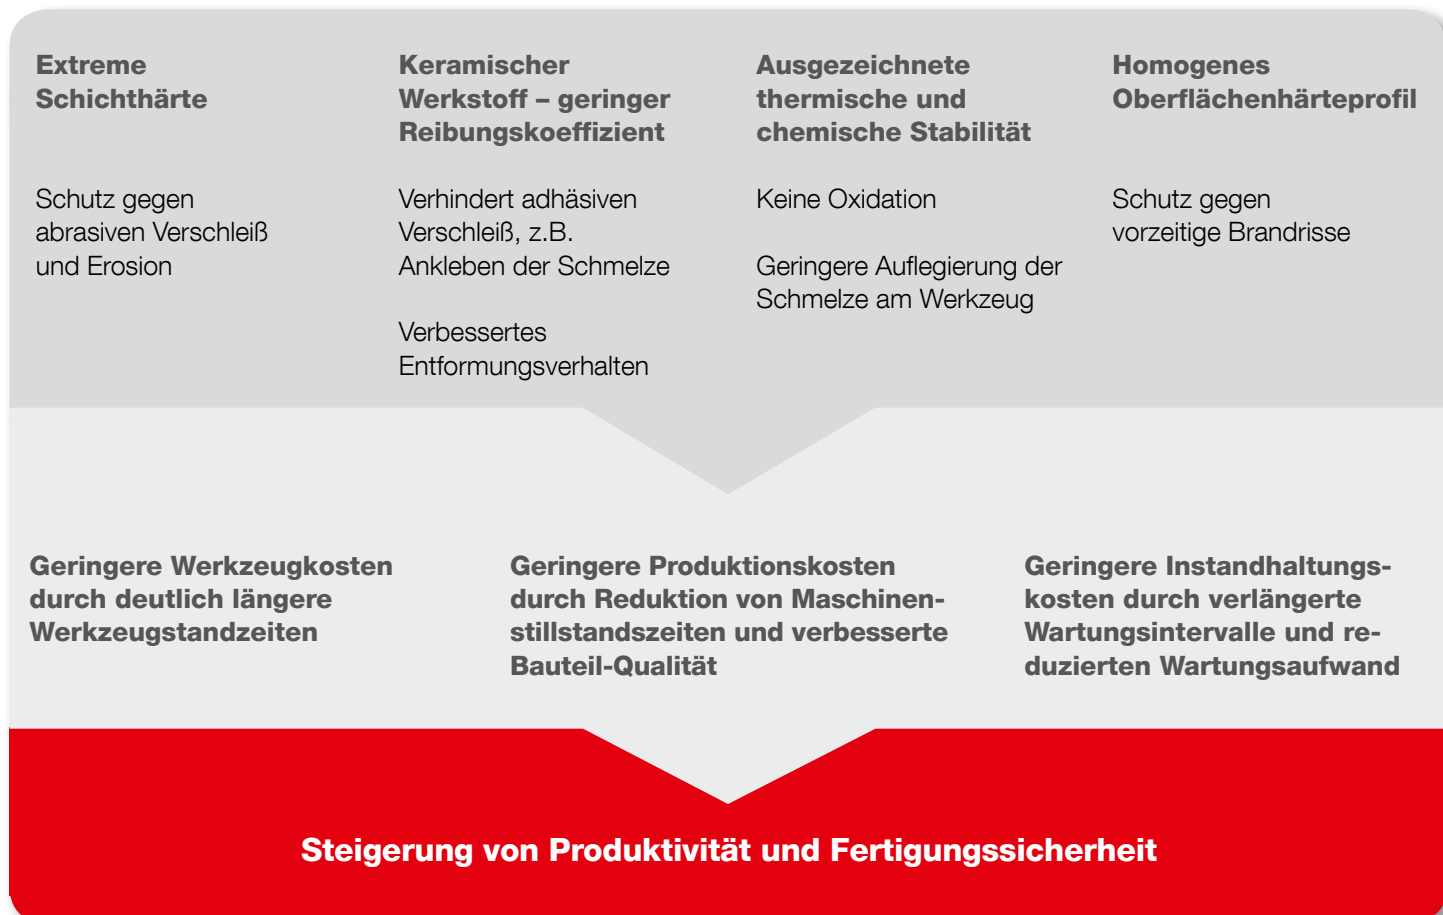 Extreme
Schichthärte
Schutz gegen
abrasiven Verschleiß
und Erosion
Keramischer
Werkstoff – geringer
Reibungskoeffizient
Verhindert adhäsiven
Verschleiß, z.B.
Ankleben der Schmelze
Verbessertes
Entformungsverhalten
Ausgezeichnete
thermische und
chemische Stabilität
Keine Oxidation
Geringere Auflegierung der
Schmelze am Werkzeug
Homogenes
Oberflächenhärteprofil
Schutz gegen
vorzeitige Brandrisse
Geringere Werkzeugkosten
durch deutlich längere
Werkzeugstandzeiten
Geringere Produktionskosten
durch Reduktion von Maschinen-
stillstandszeiten und verbesserte
Bauteil-Qualität
Geringere Instandhaltungs-
kosten durch verlängerte
Wartungsintervalle und re-
duzierten Wartungsaufwand
Steigerung von Produktivität und Fertigungssicherheit